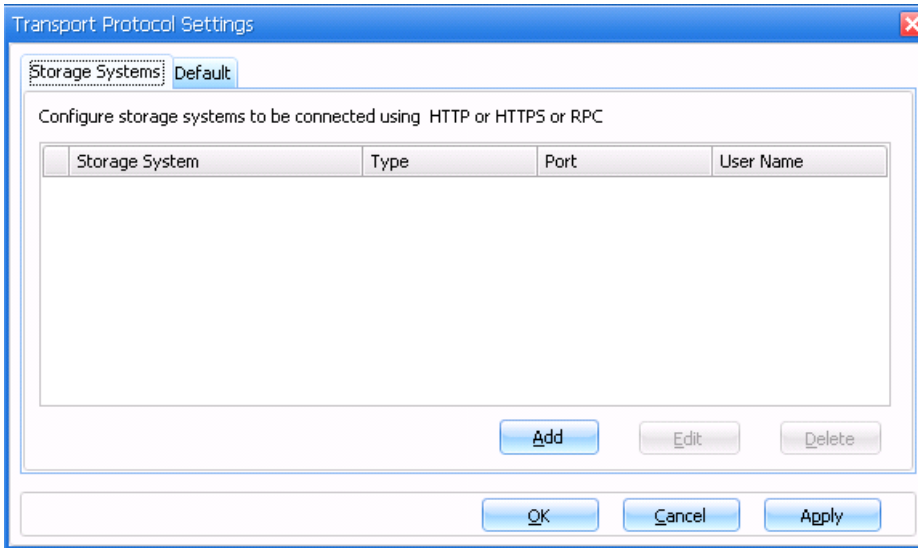 Transport Protocol Settings
Storage Systems Default
Configure storage systems to be connected using HTTP or HTTPS or RPC
Storage System Type Port User Name
Add Edit Delete
OK Cancel Apply